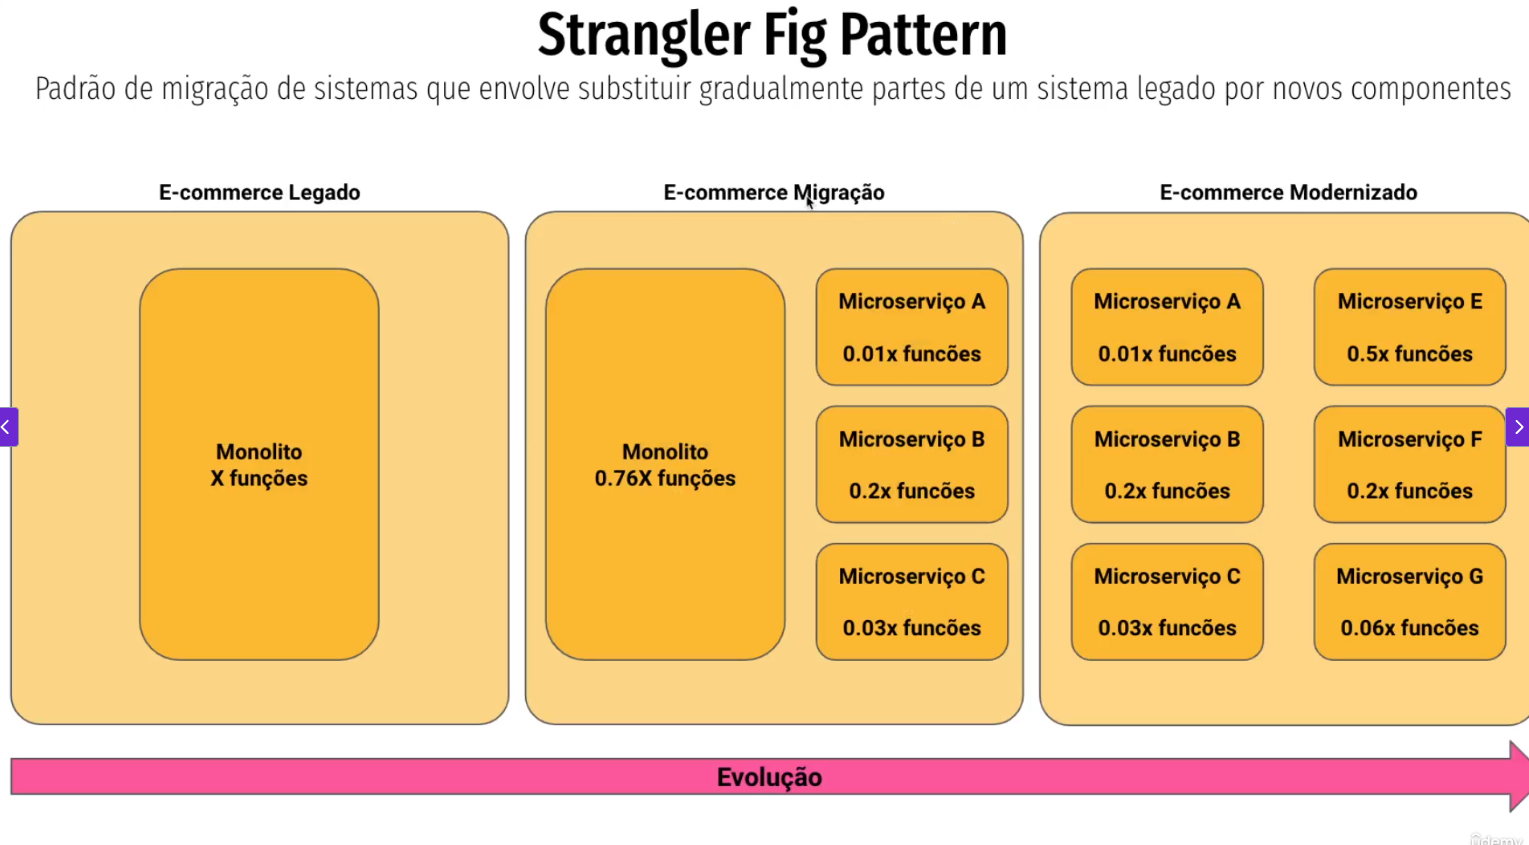 Strangler Fig Pattern
Padrão de migração de sistemas que envolve substituir gradualmente partes de um sistema legado por novos componentes
E-commerce Legado
Monolito
X funções
E-commerce Migração
Monolito
0.76X funções
Microserviço A
0.01x funcões
Microserviço B
0.2x funcões
Microserviço C
0.03x funcões
E-commerce Modernizado
Microserviço A
0.01x funcões
Microserviço B
0.2x funcões
Microserviço C
0.03x funcões
Microserviço E
0.5x funcões
Microserviço F
0.2x funcões
Microserviço G
0.06x funcões
Evolução
ûdemy